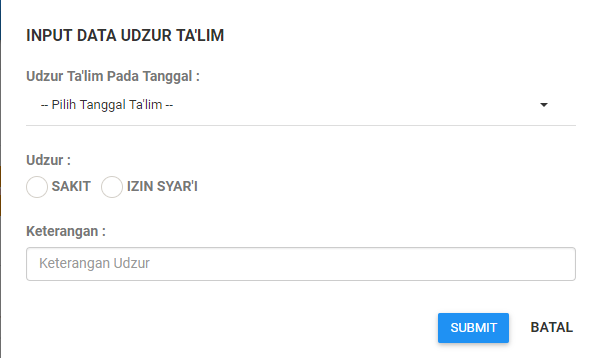 INPUT DATA UDZUR TA'LIM
Udzur Ta'lim Pada Tanggal :
-- Pilih Tanggal Ta'lim --
Udzur :
SAKIT IZIN SYAR'I
Keterangan :
Keterangan Udzur
SUBMIT BATAL